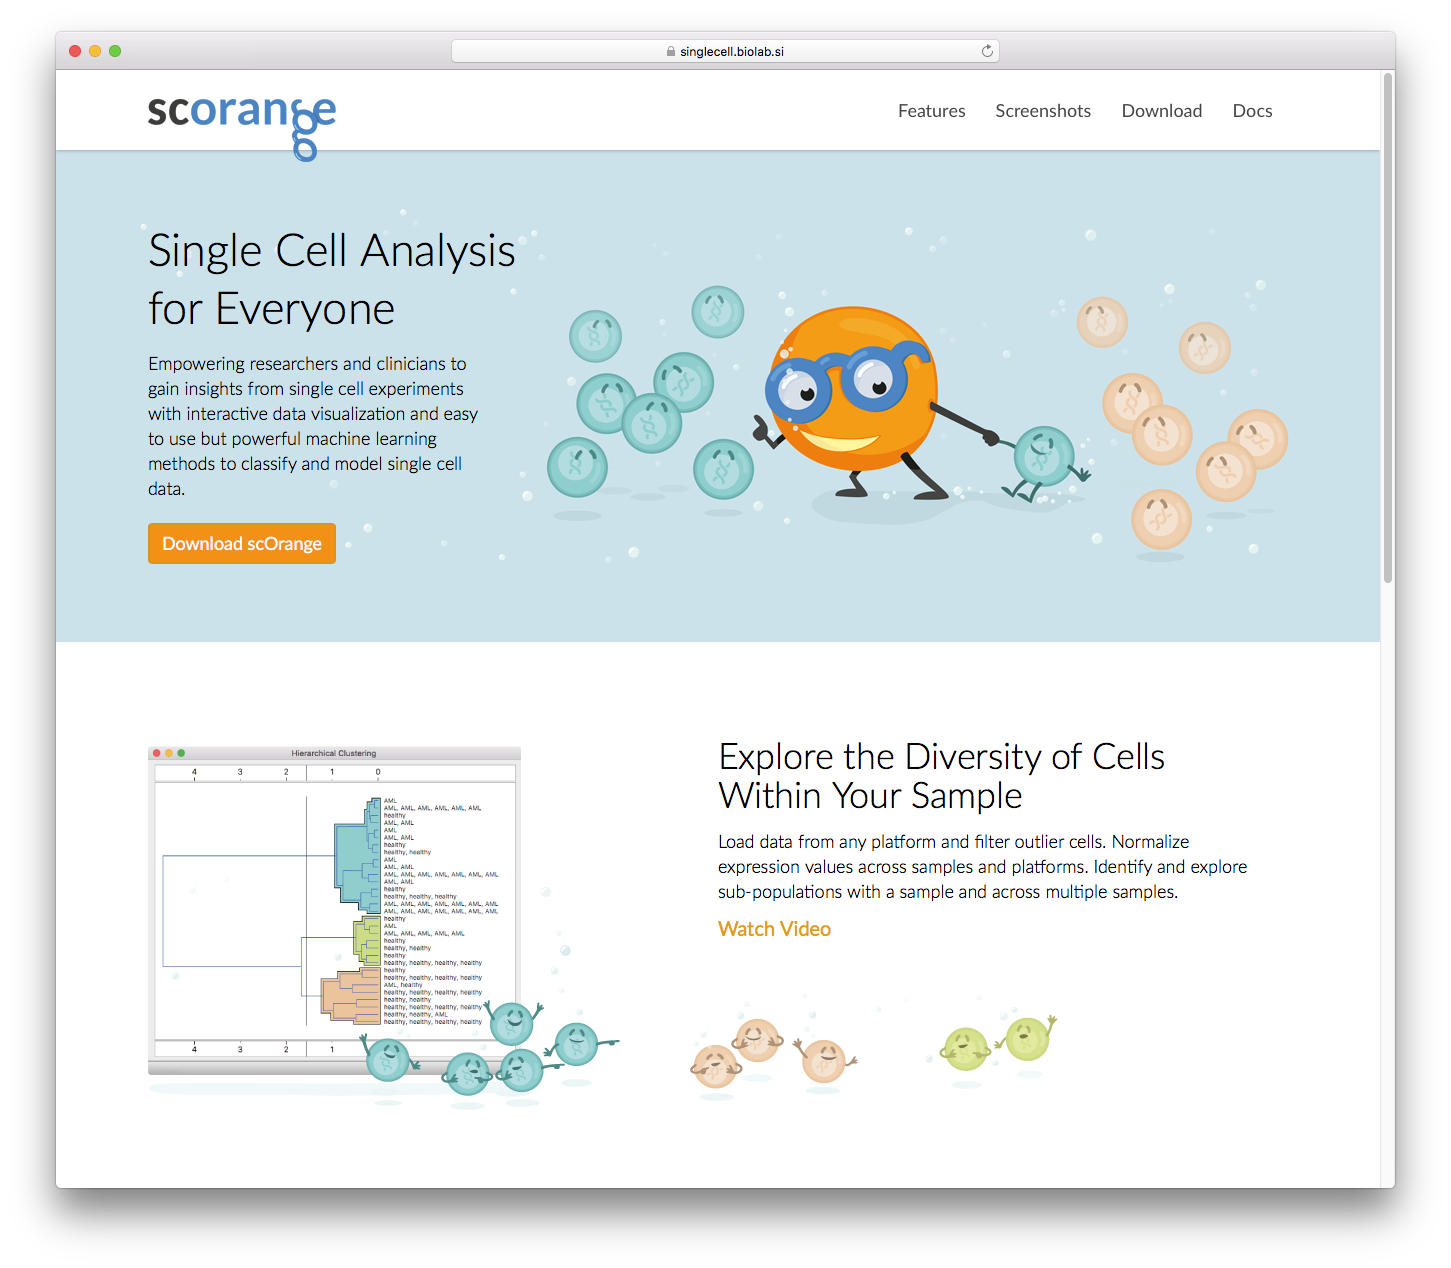 singlecell.biolab.si
scorange
Features Screenshots Download Docs
Single Cell Analysis
for Everyone
Empowering researchers and clinicians to
gain insights from single cell experiments
with interactive data visualization and easy
to use but powerful machine learning
methods to classify and model single cell
data.
Download scOrange
Hierarchical Clustering
4 3 2 1 0
AML
AML, AML, AML, AML, AML, AML
healthy
AML, AML
AML
AML, AML
healthy
healthy, healthy
AML
AML, AML
AML, AML, AML, AML, AML, AML, AML
AML, AML
healthy
healthy, healthy, healthy
AML, AML, AML, AML, AML, AML, AML
AML, AML, AML, AML, AML, AML, AML
healthy
AML
AML, AML, AML, AML, AML
healthy
healthy, healthy
healthy
healthy, healthy, healthy, healthy
healthy
healthy, healthy, healthy, healthy
AML, healthy
healthy, healthy, healthy, healthy
healthy, healthy
healthy, healthy, healthy, healthy
healthy, healthy, AML
healthy, healthy, healthy, healthy
4 3 2 1
Explore the Diversity of Cells
Within Your Sample
Load data from any platform and filter outlier cells. Normalize
expression values across samples and platforms. Identify and explore
sub-populations with a sample and across multiple samples.
Watch Video